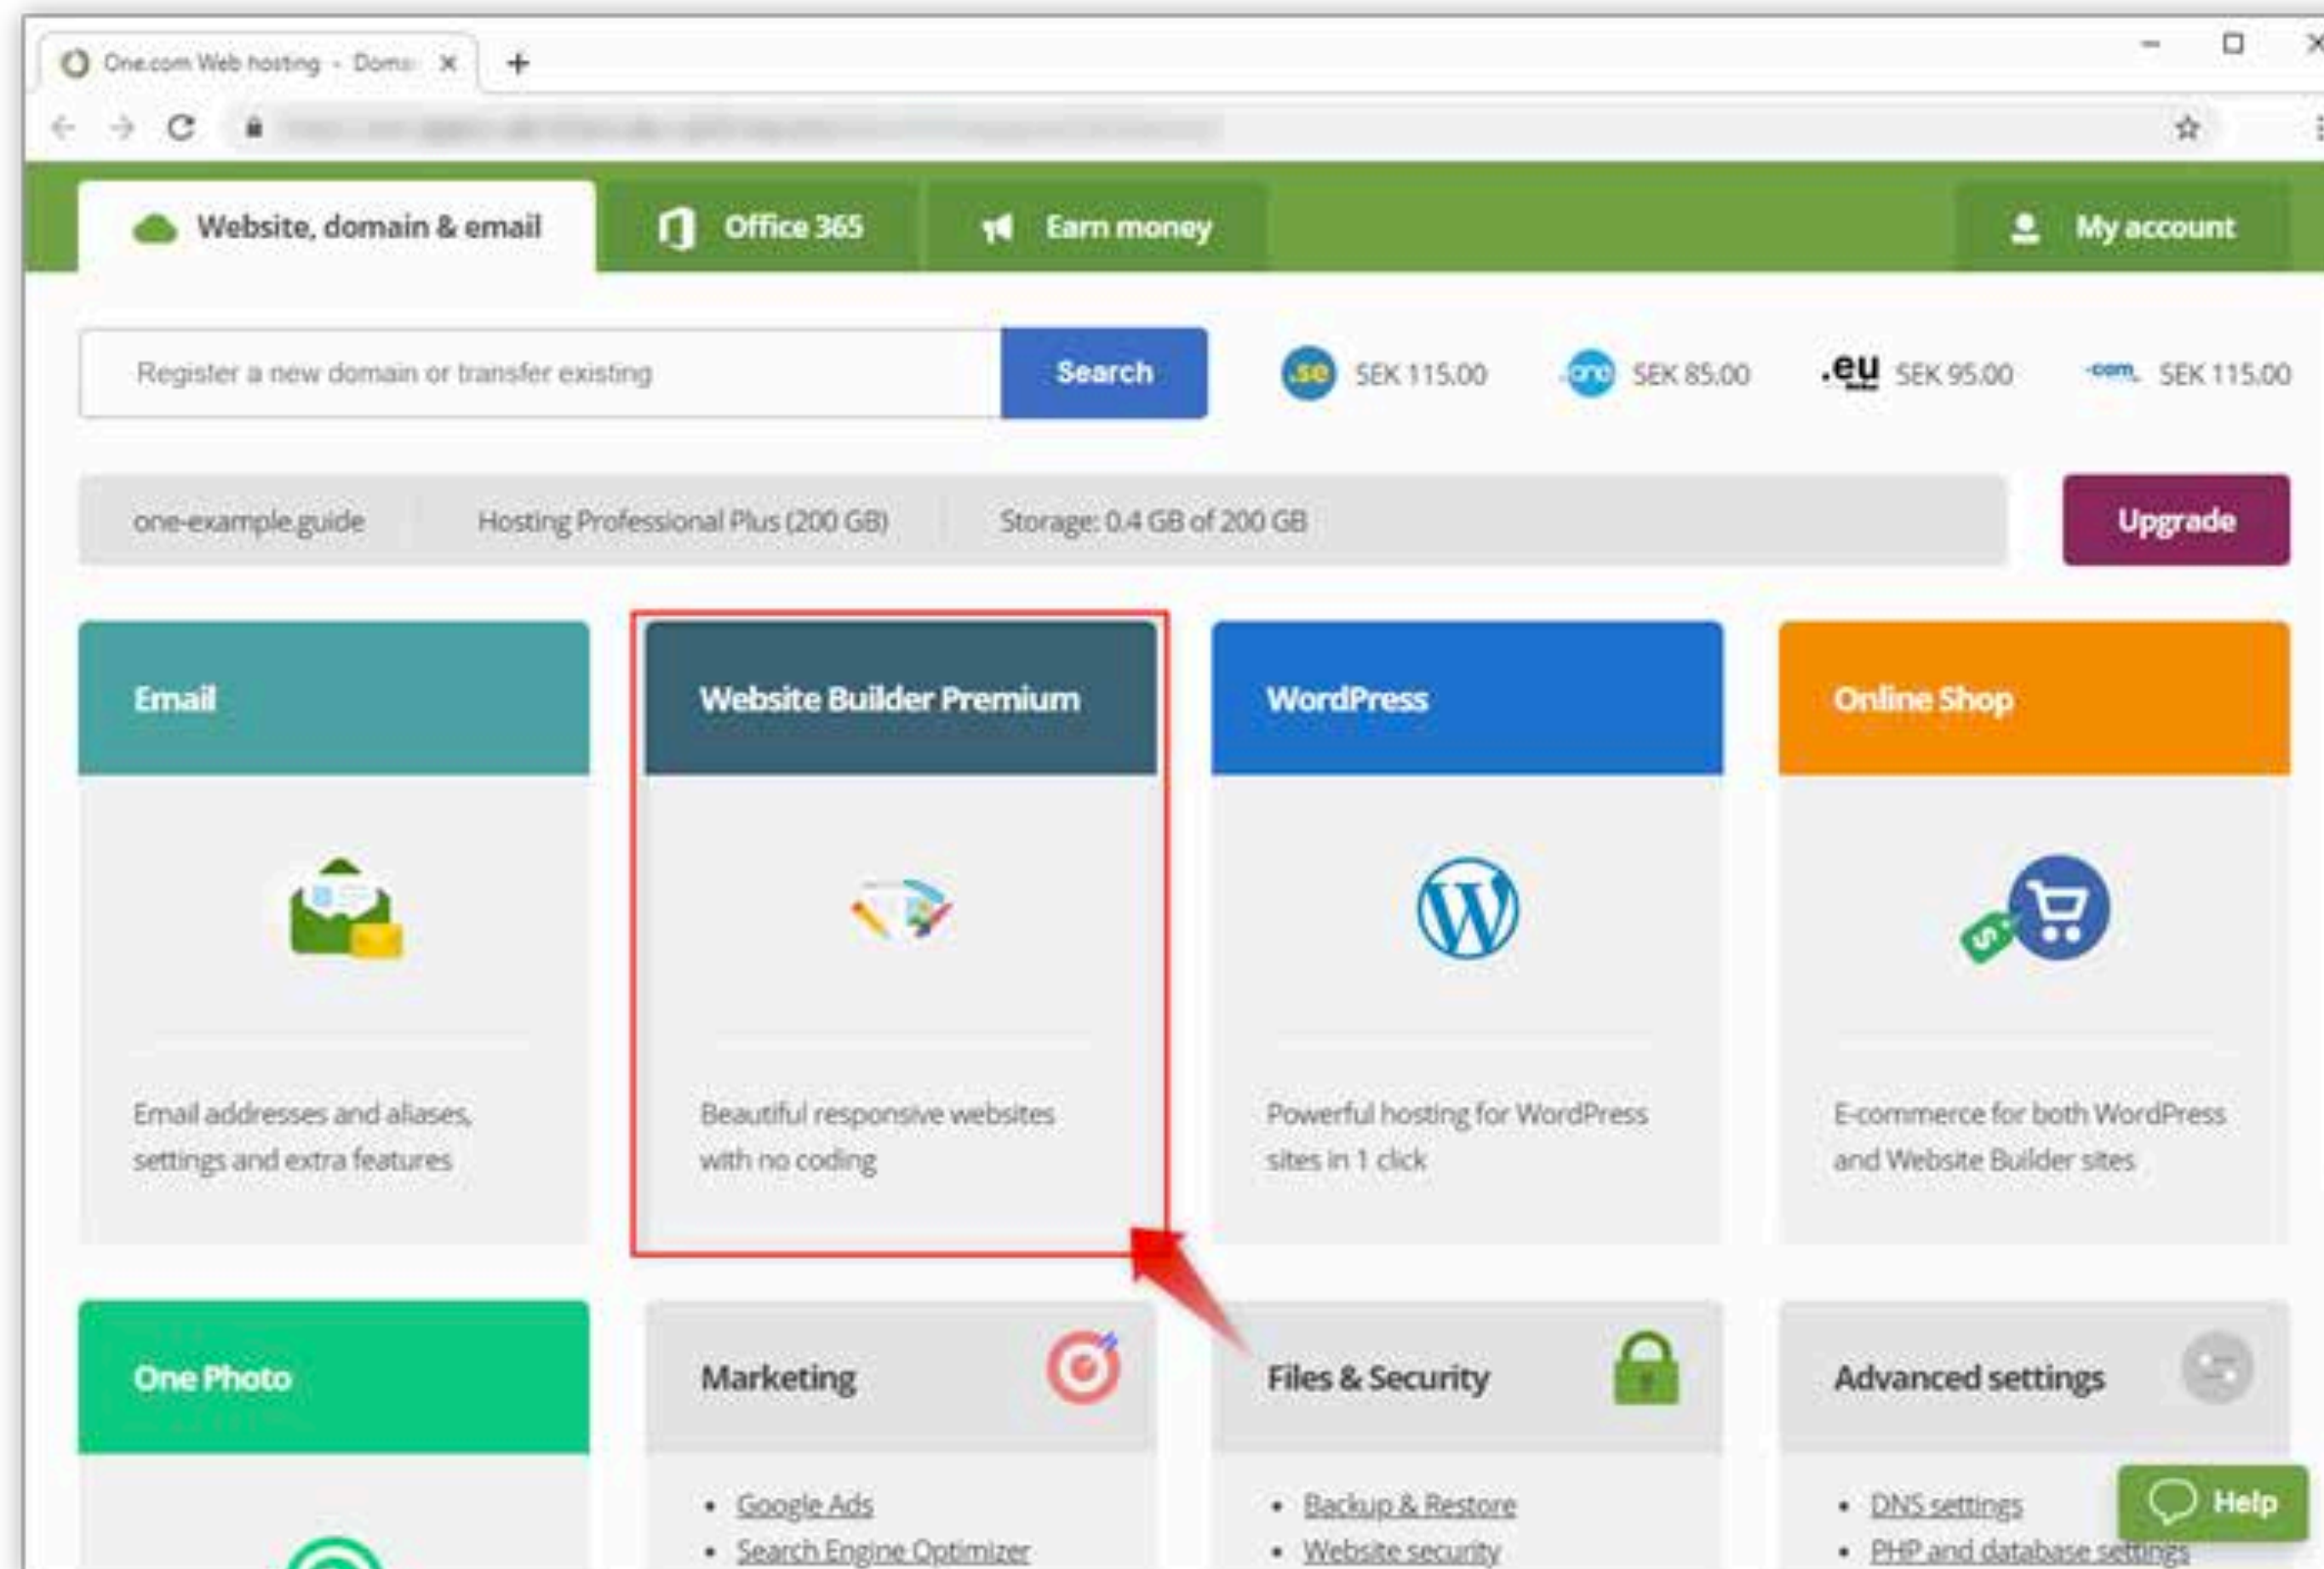 One.com Web hosting - Doma
Website, domain & email
Office 365
Earn money
My account
Register a new domain or transfer existing
Search
.se SEK 115.00
.one SEK 85.00
.eu SEK 95.00
.com SEK 115.00
one-example.guide
Hosting Professional Plus (200 GB)
Storage: 0.4 GB of 200 GB
Upgrade
Email
Website Builder Premium
WordPress
Online Shop
Email addresses and aliases,
settings and extra features
Beautiful responsive websites
with no coding
Powerful hosting for WordPress
sites in 1 click
E-commerce for both WordPress
and Website Builder sites
One Photo
Marketing
Files & Security
Advanced settings
• Google Ads
• Search Engine Optimizer
• Backup & Restore
• Website security
• DNS settings
• PHP and database settings
Help